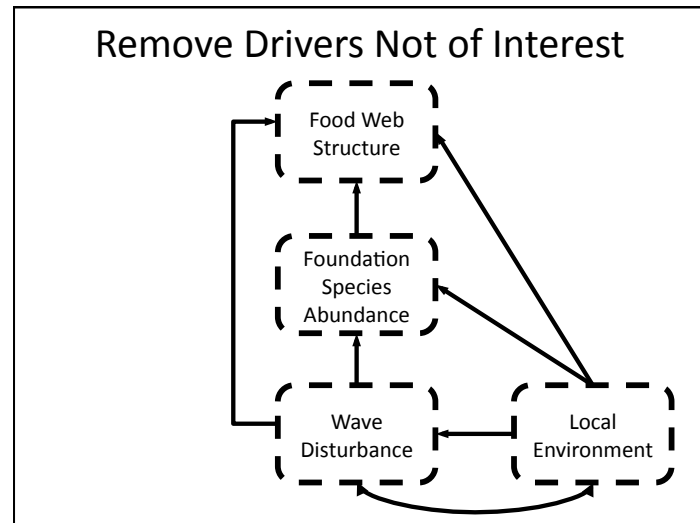 Remove Drivers Not of Interest
Food Web
Structure
Foundation
Species
Abundance
Wave
Disturbance
Local
Environment